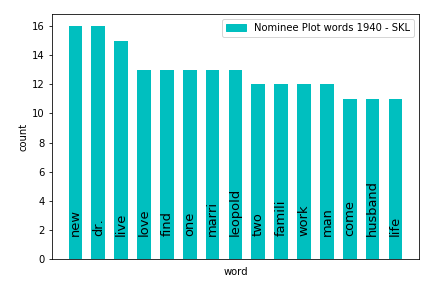 Nominee Plot words 1940 - SKL
16
14
12
10
8
6
4
2
0
count
new
dr.
live
love
find
one
marri
leopold
two
famili
work
man
come
husband
life
word